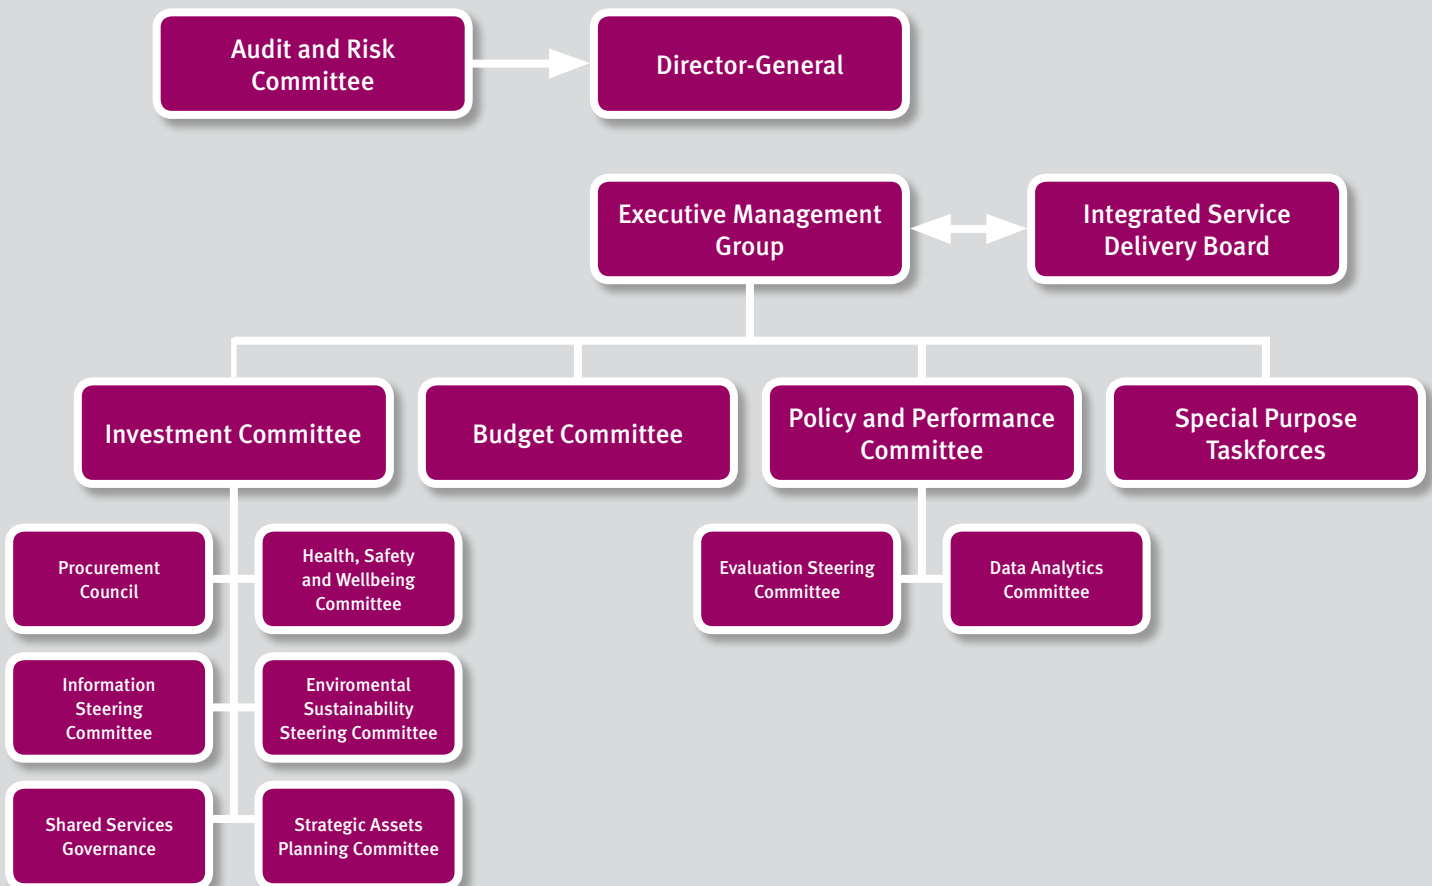 Audit and Risk
Committee
Director-General
Executive Management
Group
Integrated Service
Delivery Board
Investment Committee
Budget Committee
Policy and Performance
Committee
Special Purpose
Taskforces
Procurement
Council
Health, Safety
and Wellbeing
Committee
Evaluation Steering
Committee
Data Analytics
Committee
Information
Steering
Committee
Enviromental
Sustainability
Steering Committee
Shared Services
Governance
Strategic Assets
Planning Committee